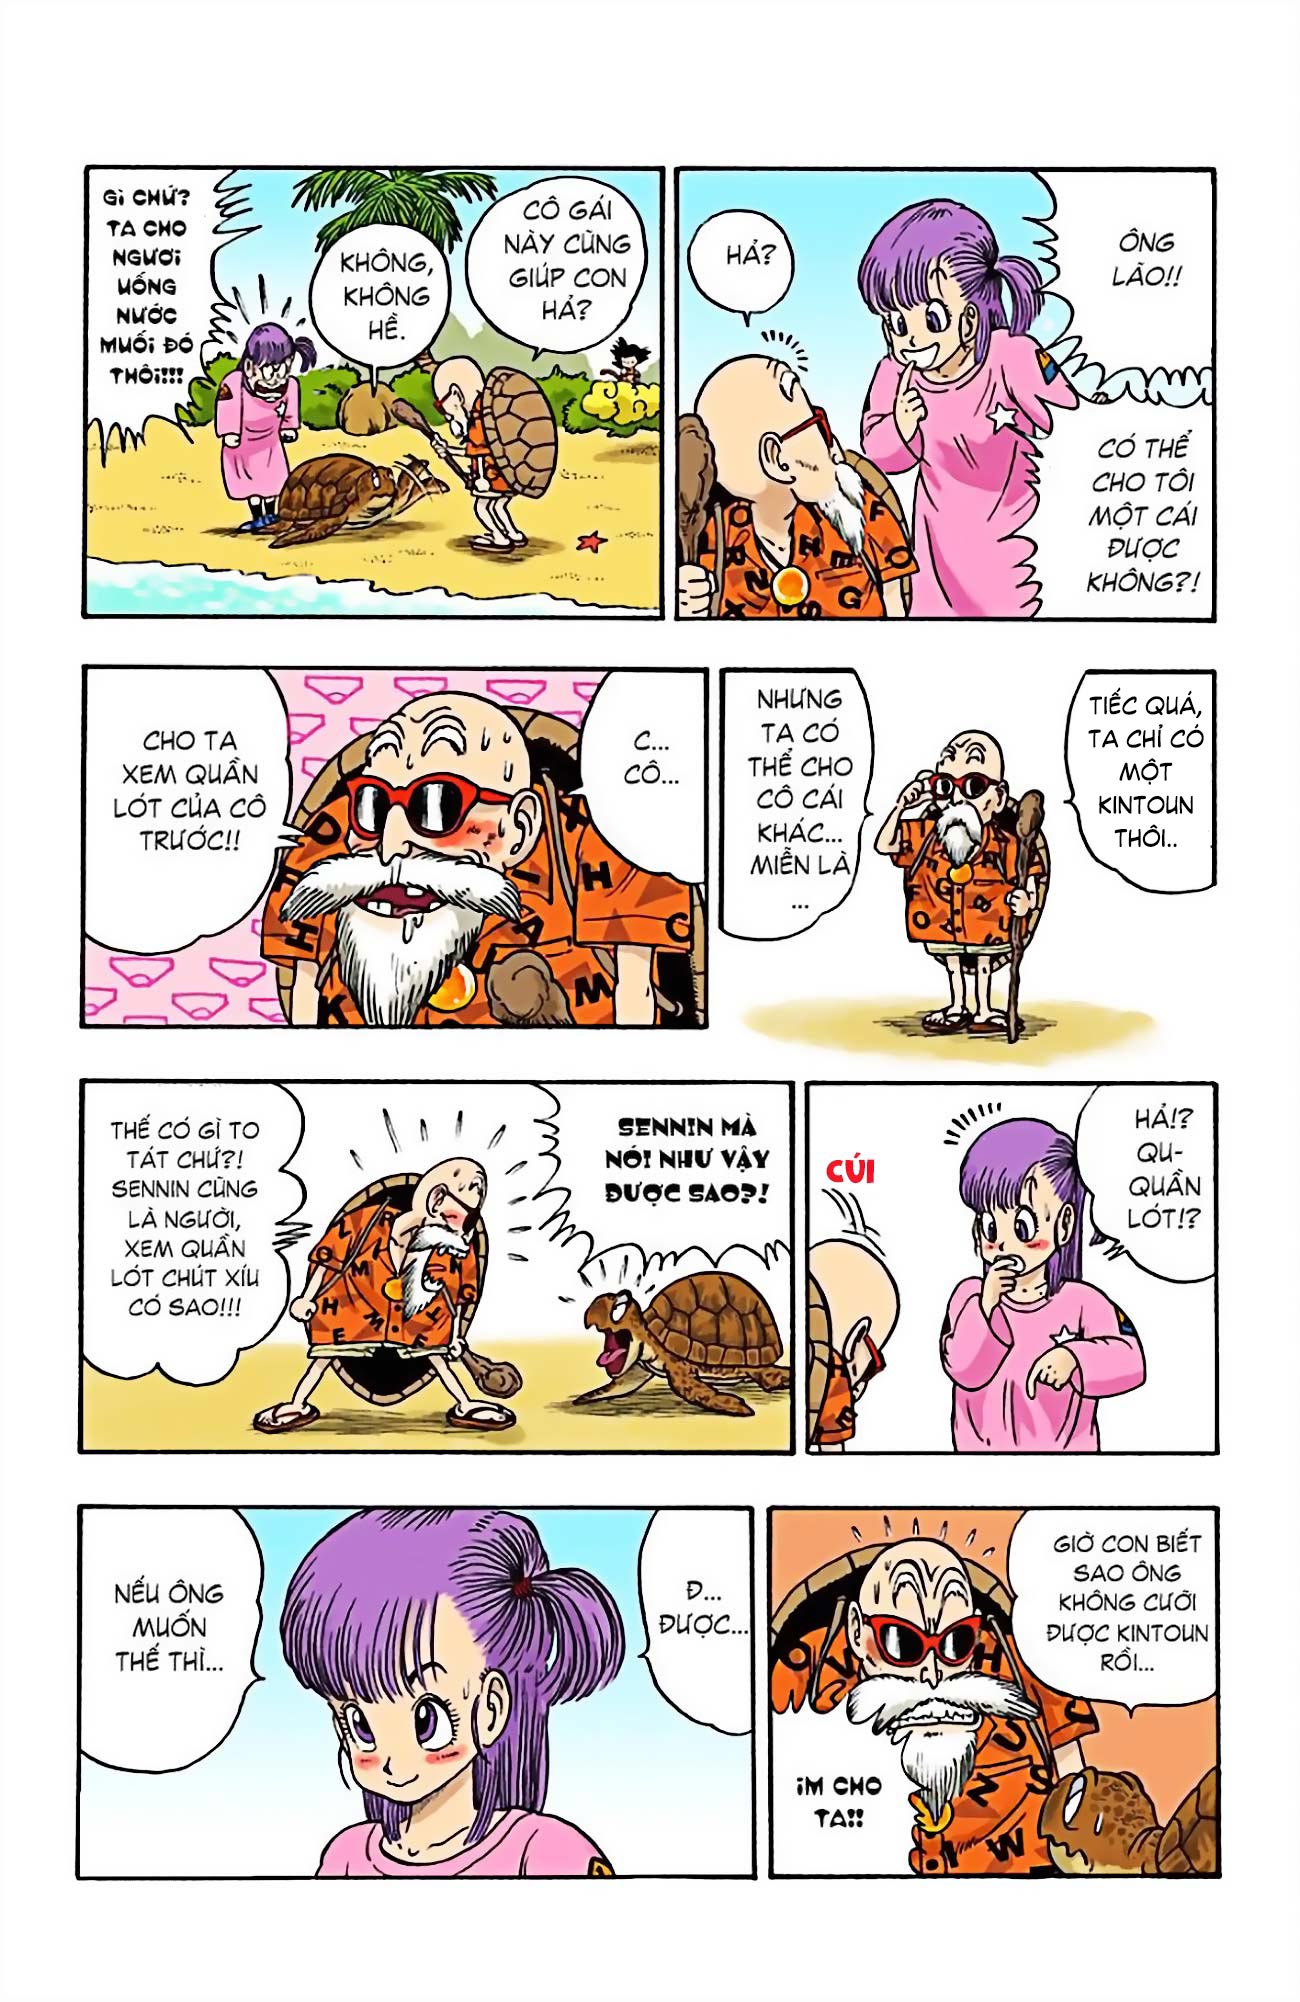 ÔNG
LÃO!!
HẢ?
CÓ THỂ
CHO TÔI
MỘT CÁI
ĐƯỢC
KHÔNG?!
CÔ GÁI
NÀY CŨNG
GIÚP CON
HẢ?
KHÔNG,
KHÔNG
HỀ.
GÌ CHỨ?
TA CHO
NGƯƠI
UỐNG
NƯỚC
MUỐI ĐÓ
THÔI!!!
TIẾC QUÁ,
TA CHỈ CÓ
MỘT
KINTOUN
THÔI..
NHƯNG
TA CÓ
THỂ CHO
CÔ CÁI
KHÁC...
MIỄN LÀ
...
C...
CÔ...
CHO TA
XEM QUẦN
LÓT CỦA CÔ
TRƯỚC!!
HẢ!?
QU-
QUẦN
LÓT!?
CÚI
SENNIN MÀ
NÓI NHƯ VẬY
ĐƯỢC SAO?!
THẾ CÓ GÌ TO
TÁT CHỨ?!
SENNIN CŨNG
LÀ NGƯỜI,
XEM QUẦN
LÓT CHÚT XÍU
CÓ SAO!!!
GIỜ CON BIẾT
SAO ÔNG
KHÔNG CƯỠI
ĐƯỢC KINTOUN
RỒI...
IM CHO
TA!!
Đ...
ĐƯỢC...
NẾU ÔNG
MUỐN
THẾ THÌ...